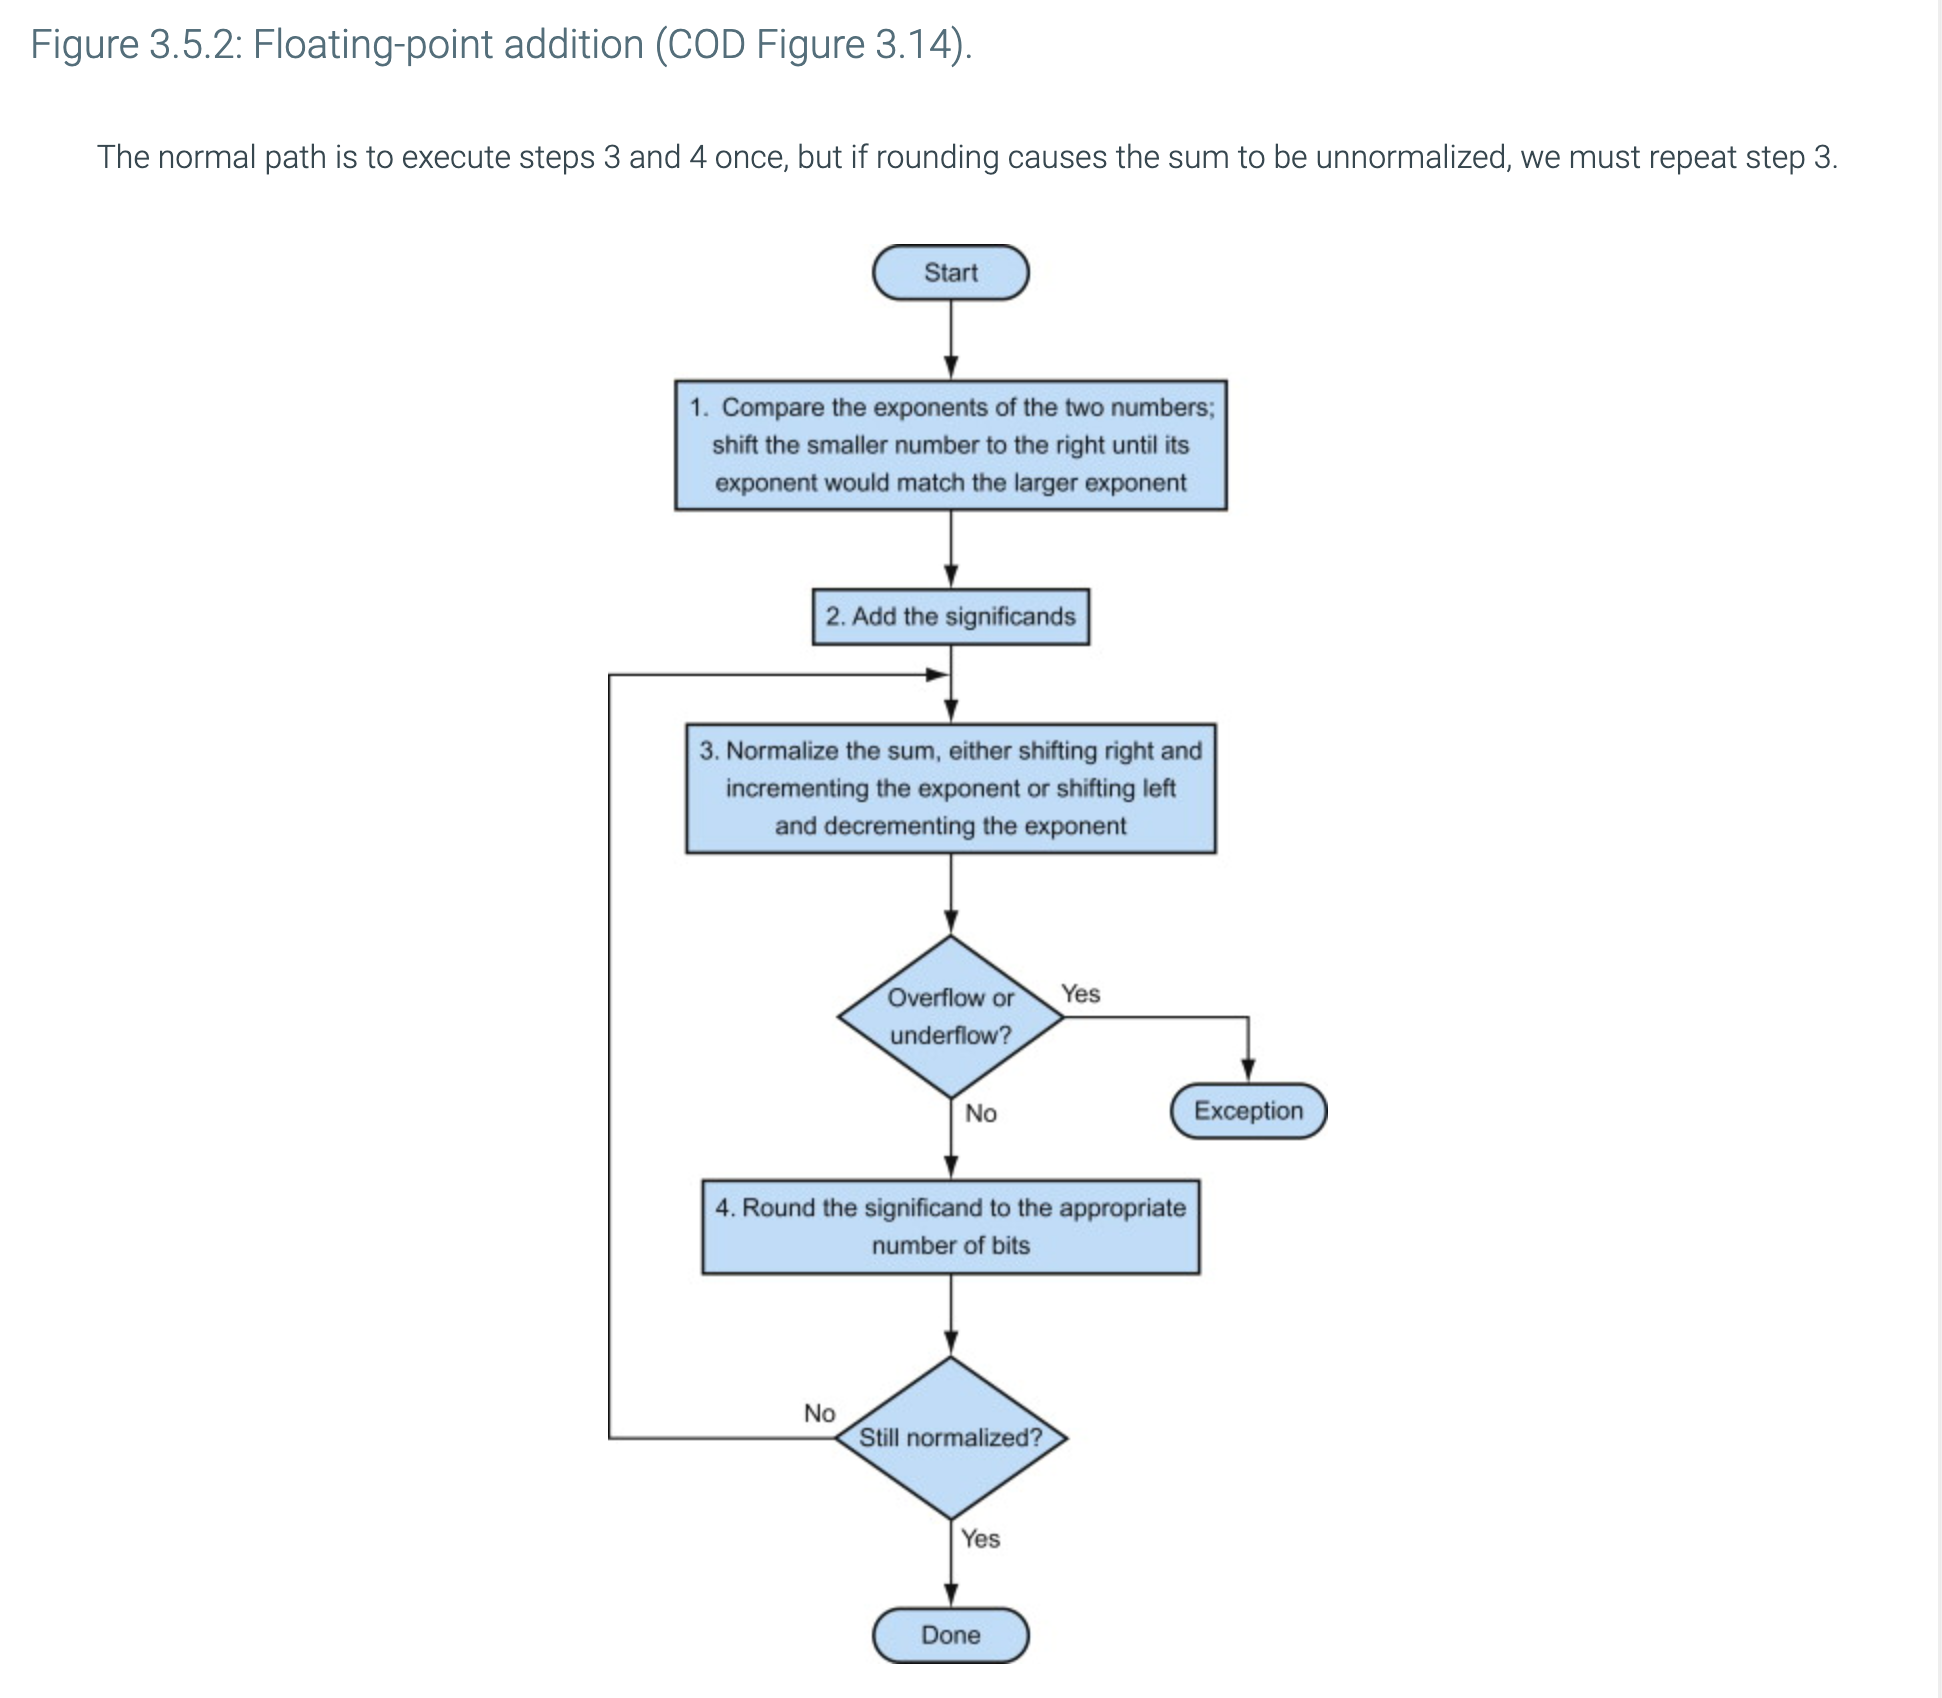 Figure 3.5.2: Floating-point addition (COD Figure 3.14).
The normal path is to execute steps 3 and 4 once, but if rounding causes the sum to be unnormalized, we must repeat step 3.
Start
1. Compare the exponents of the two numbers;
shift the smaller number to the right until its
exponent would match the larger exponent
2. Add the significands
3. Normalize the sum, either shifting right and
incrementing the exponent or shifting left
and decrementing the exponent
Overflow or
underflow?
Yes
No
Exception
4. Round the significand to the appropriate
number of bits
No
Still normalized?
Yes
Done